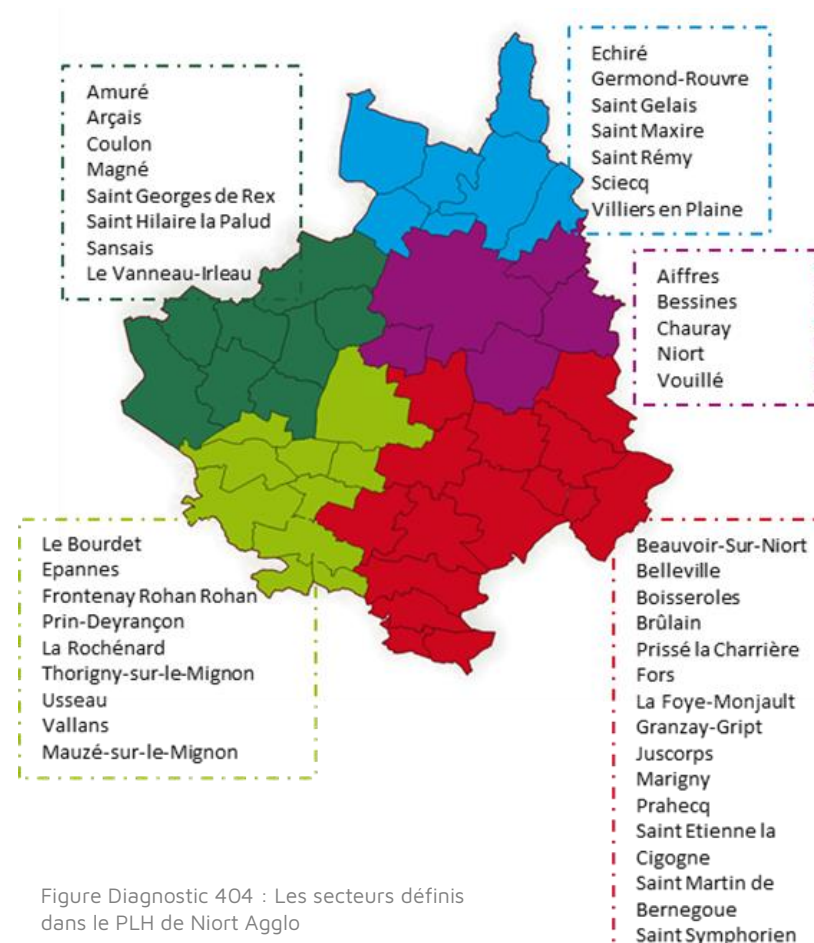 Amuré
Arçais
Coulon
Magné
Saint Georges de Rex
Saint Hilaire la Palud
Sansais
Le Vanneau-Irleau
Echiré
Germond-Rouvre
Saint Gelais
Saint Maxire
Saint Rémy
Sciecq
Villiers en Plaine
Aiffres
Bessines
Chauray
Niort
Vouillé
Le Bourdet
Epannes
Frontenay Rohan Rohan
Prin-Deyrançon
La Rochénard
Thorigny-sur-le-Mignon
Usseau
Vallans
Mauzé-sur-le-Mignon
Beauvoir-Sur-Niort
Belleville
Boisseroles
Brûlain
Prissé la Charrière
Fors
La Foye-Monjault
Granzay-Gript
Juscorps
Marigny
Prahecq
Saint Etienne la
Cigogne
Saint Martin de
Bernegoue
Saint Symphorien
Figure Diagnostic 404 : Les secteurs définis
dans le PLH de Niort Agglo